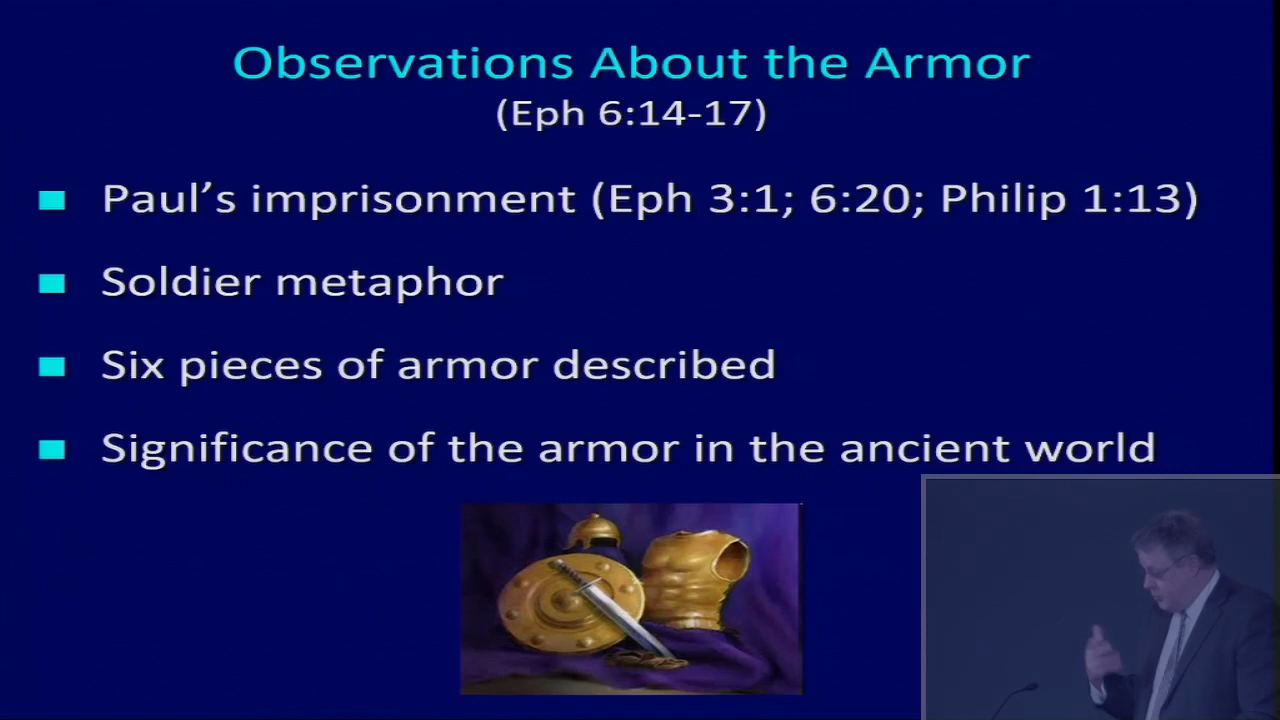 Observations About the Armor
(Eph 6:14-17)
Paul’s imprisonment (Eph 3:1; 6:20; Philip 1:13)
Soldier metaphor
Six pieces of armor described
Significance of the armor in the ancient world